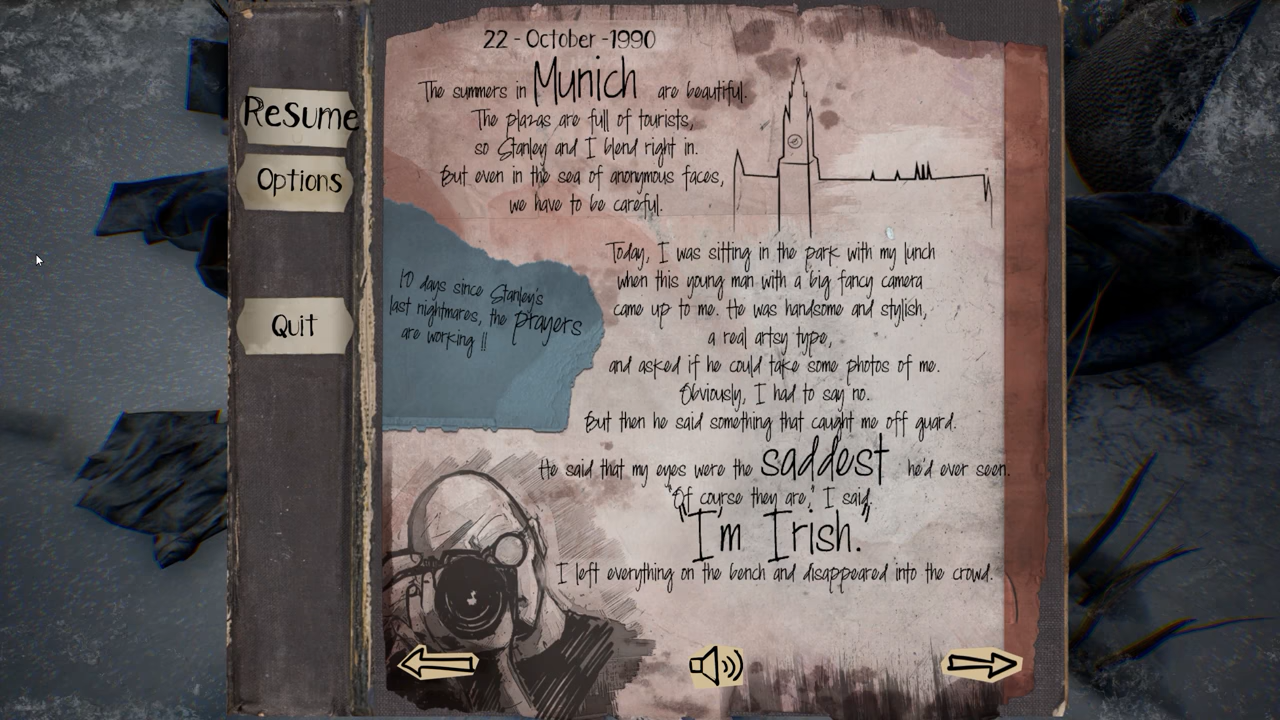 Resume
Options
Quit
22 - October -1990
The summers in Munich are beautiful.
The plazas are full of tourists,
so Stanley and I blend right in.
But even in the sea of anonymous faces,
we have to be careful.
10 days since Stanley's
last nightmares, the prayers
are working !!
Today, I was sitting in the park with my lunch
when this young man with a big fancy camera
came up to me. He was handsome and stylish,
a real artsy type,
and asked if he could take some photos of me.
Obviously, I had to say no.
But then he said something that caught me off guard.
He said that my eyes were the saddest he'd ever seen.
"Of course they are," I said,
"I'm Irish."
I left everything on the bench and disappeared into the crowd.